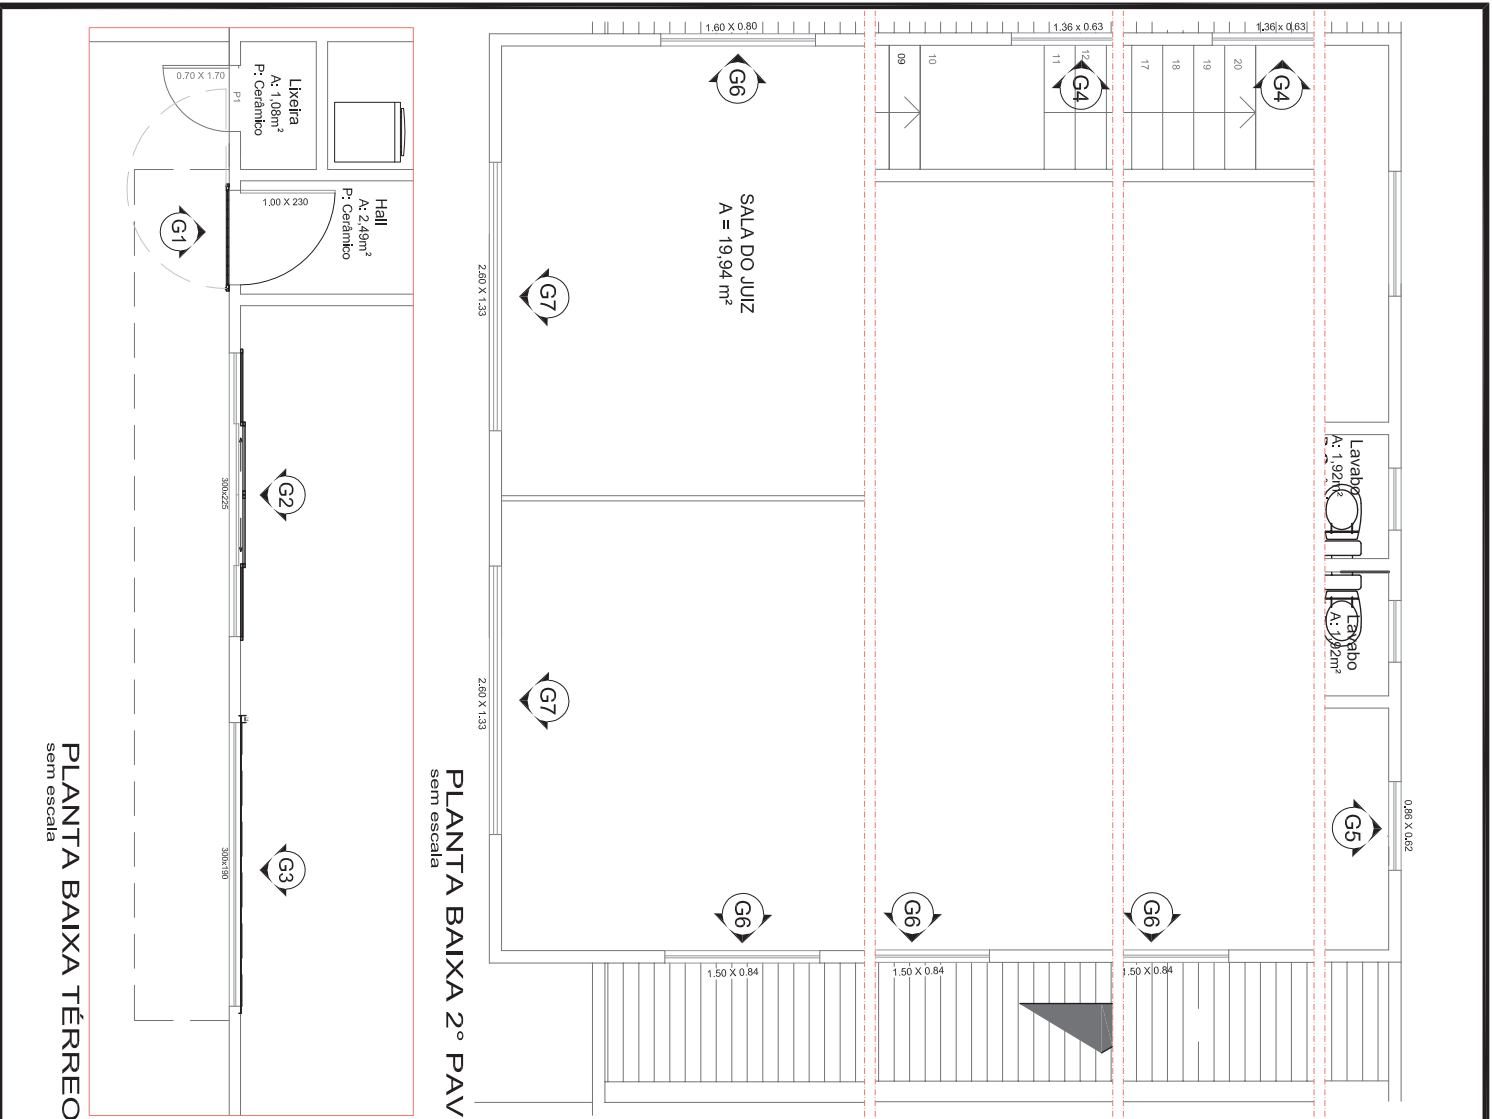 1.60 X 0.80
1.36 x 0.63
1.36 x 0.63
09
10
11
12
17
18
19
20
G6
G4
G4
SALA DO JUIZ
A = 19,94 m²
2.60 X 1.33
G7
2.60 X 1.33
G7
Lavabo
A: 1,92m²
Lavabo
A: 1,92m²
G5
0.86 X 0.62
G6
G6
G6
1.50 X 0.84
1.50 X 0.84
1.50 X 0.84
PLANTA BAIXA 2° PAV
sem escala
Lixeira
A: 1,08m²
P: Cerâmico
0.70 X 1.70
P1
Hall
A: 2,49m²
P: Cerâmico
1.00 X 230
G1
G2
300x225
G3
300x190
PLANTA BAIXA TÉRREO
sem escala